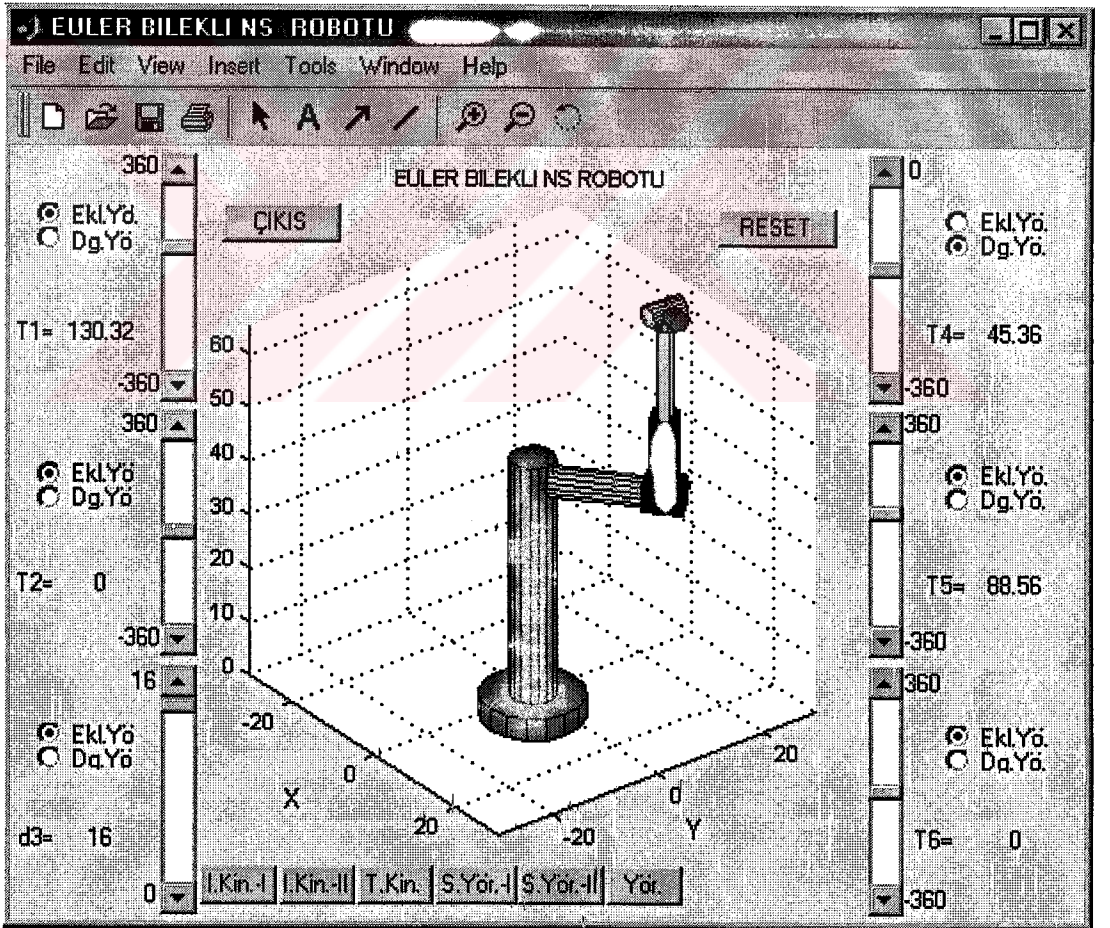 EULER BILEKLI NS ROBOTU
File Edit View Insert Tools Window Help
EULER BILEKLI NS ROBOTU
ÇIKIS
RESET
360
Ekl.Yö.
Dg.Yö
T1= 130.32
-360
360
Ekl.Yö
Dg.Yö
T2= 0
-360
16
Ekl.Yö
Dg.Yö
d3= 16
0
60
50
40
30
20
10
0
-20
0
20
X
-20
0
20
Y
0
Ekl.Yö.
Dg.Yö.
T4= 45.36
-360
360
Ekl.Yö.
Dg.Yö.
T5= 88.56
-360
360
Ekl.Yö.
Dg.Yö.
T6= 0
-360
I.Kin.-I I.Kin.-II T.Kin. S.Yör.-I S.Yör.-II Yör.